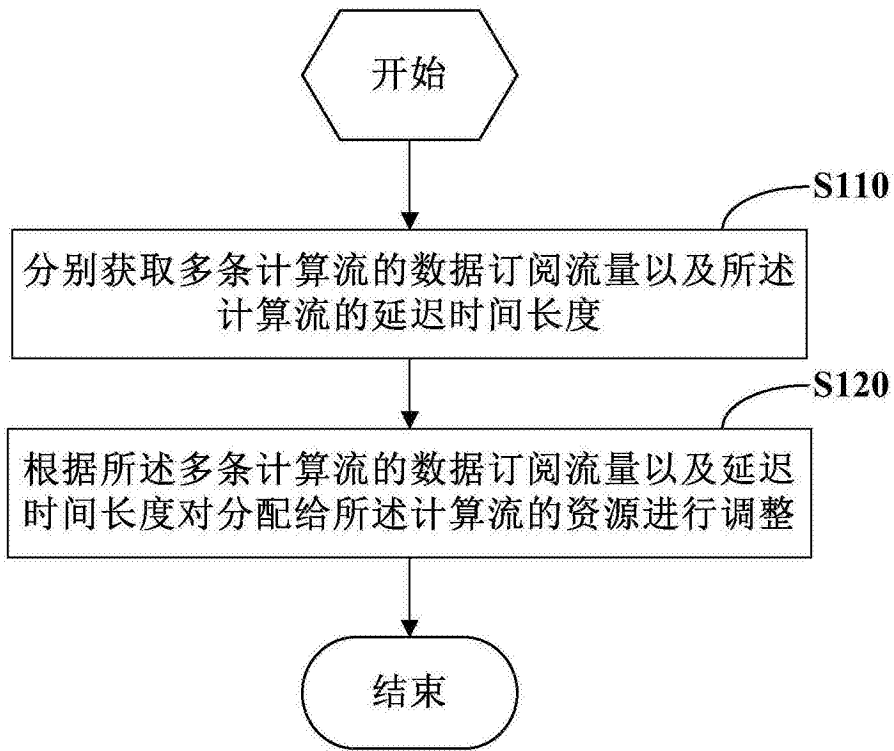 开始
S110
分别获取多条计算流的数据订阅流量以及所述
计算流的延迟时间长度
S120
根据所述多条计算流的数据订阅流量以及延迟
时间长度对分配给所述计算流的资源进行调整
结束